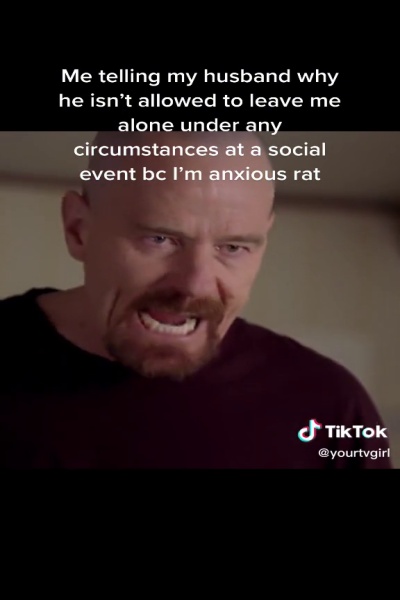 Me telling my husband why
he isn’t allowed to leave me
alone under any
circumstances at a social
event bc I’m anxious rat
TikTok
@yourtvgirl